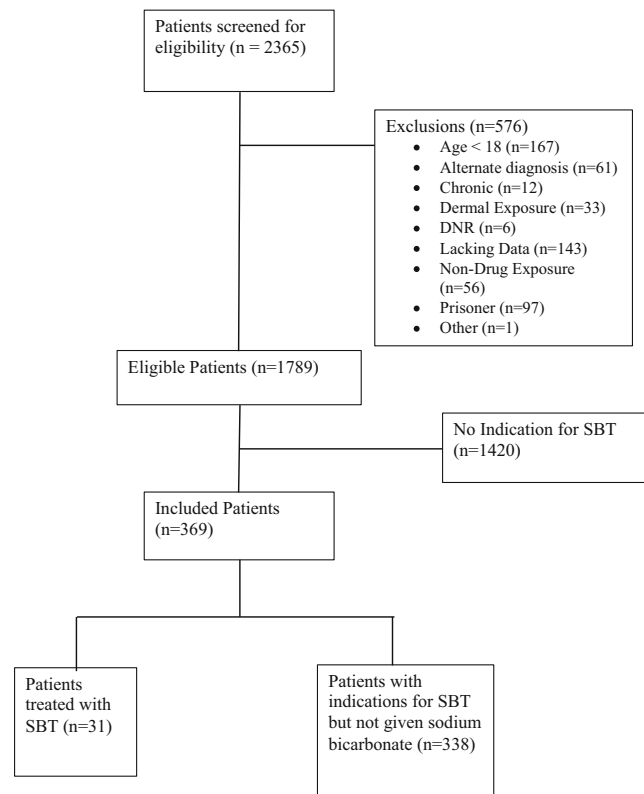 Patients screened for
eligibility (n = 2365)
Exclusions (n=576)
• Age < 18 (n=167)
• Alternate diagnosis (n=61)
• Chronic (n=12)
• Dermal Exposure (n=33)
• DNR (n=6)
• Lacking Data (n=143)
• Non-Drug Exposure
(n=56)
• Prisoner (n=97)
• Other (n=1)
Eligible Patients (n=1789)
No Indication for SBT
(n=1420)
Included Patients
(n=369)
Patients
treated with
SBT (n=31)
Patients with
indications for SBT
but not given sodium
bicarbonate (n=338)